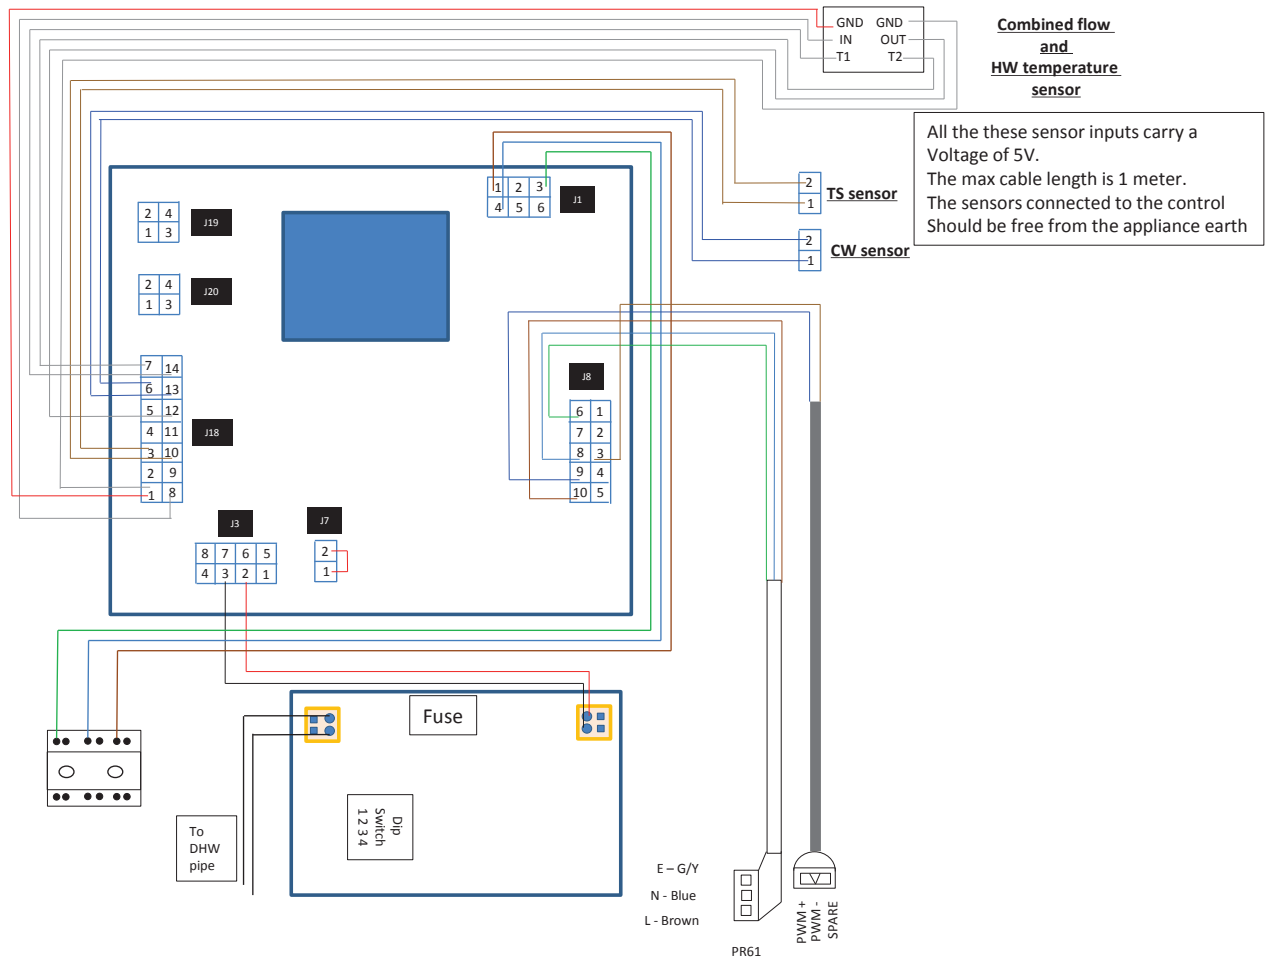 GND GND
IN OUT
T1 T2
Combined flow
and
HW temperature
sensor
All the these sensor inputs carry a
Voltage of 5V.
The max cable length is 1 meter.
The sensors connected to the control
Should be free from the appliance earth
2
1
TS sensor
2
1
CW sensor
1 2 3
4 5 6
J1
2 4
1 3
J19
2 4
1 3
J20
7 14
6 13
5 12
4 11
3 10
2 9
1 8
J18
J8
6 1
7 2
8 3
9 4
10 5
J3
8 7 6 5
4 3 2 1
J7
2
1
Fuse
Dip
Switch
1 2 3 4
To
DHW
pipe
E – G/Y
N - Blue
L - Brown
PR61
PWM +
PWM -
SPARE